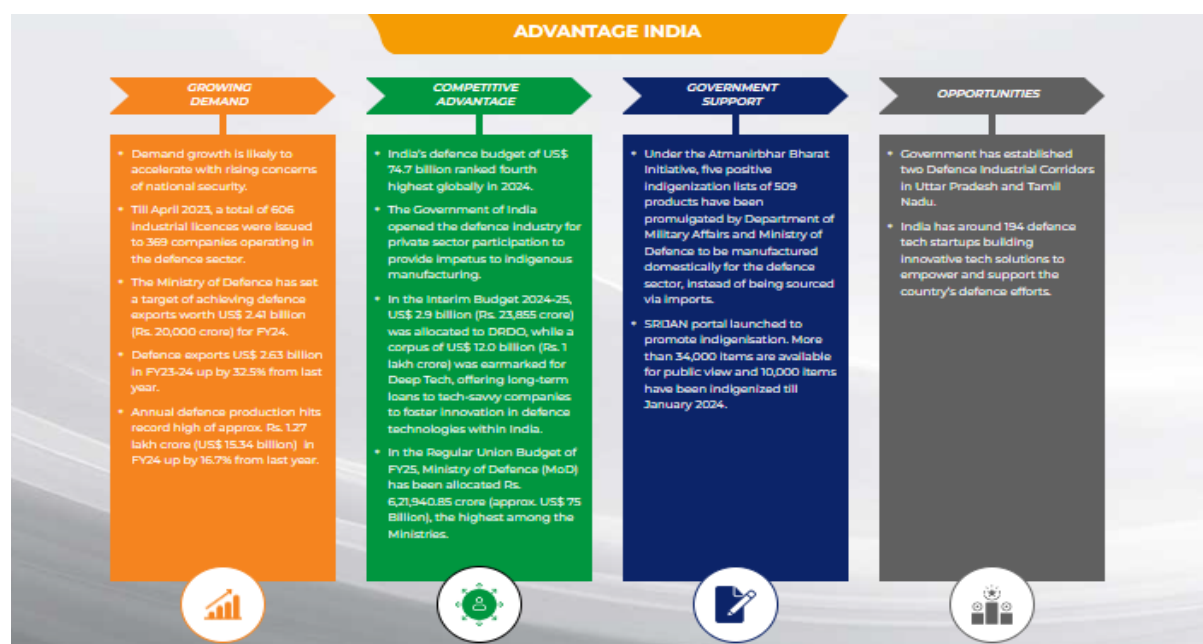 ADVANTAGE INDIA
GROWING
DEMAND
• Demand growth is likely to
accelerate with rising concerns
of national security.
• Till April 2023, a total of 606
industrial licences were issued
to 369 companies operating in
the defence sector.
• The Ministry of Defence has set
a target of achieving defence
exports worth US$ 2.41 billion
(Rs. 20,000 crore) for FY24.
• Defence exports US$ 2.63 billion
in FY23-24 up by 32.5% from last
year.
• Annual defence production hits
record high of approx. Rs. 1.27
lakh crore (US$ 15.34 billion) in
FY24 up by 16.7% from last year.
COMPETITIVE
ADVANTAGE
• India's defence budget of US$
74.7 billion ranked fourth
highest globally in 2024.
• The Government of India
opened the defence industry for
private sector participation to
provide impetus to indigenous
manufacturing.
• In the Interim Budget 2024-25,
US$ 2.9 billion (Rs. 23,855 crore)
was allocated to DRDO, while a
corpus of US$ 12.0 billion (Rs. 1
lakh crore) was earmarked for
Deep Tech, offering long-term
loans to tech-savvy companies
to foster innovation in defence
technologies within India.
• In the Regular Union Budget of
FY25, Ministry of Defence (MoD)
has been allocated Rs.
6,21,940.85 crore (approx. US$ 75
Billion), the highest among the
Ministries.
GOVERNMENT
SUPPORT
• Under the Atmanirbhar Bharat
Initiative, five positive
indigenization lists of 509
products have been
promulgated by Department of
Military Affairs and Ministry of
Defence to be manufactured
domestically for the defence
sector, instead of being sourced
via imports.
• SRIJAN portal launched to
promote indigenisation. More
than 34,000 items are available
for public view and 10,000 items
have been indigenized till
January 2024.
OPPORTUNITIES
• Government has established
two Defence Industrial Corridors
in Uttar Pradesh and Tamil
Nadu.
• India has around 194 defence
tech startups building
innovative tech solutions to
empower and support the
country's defence efforts.